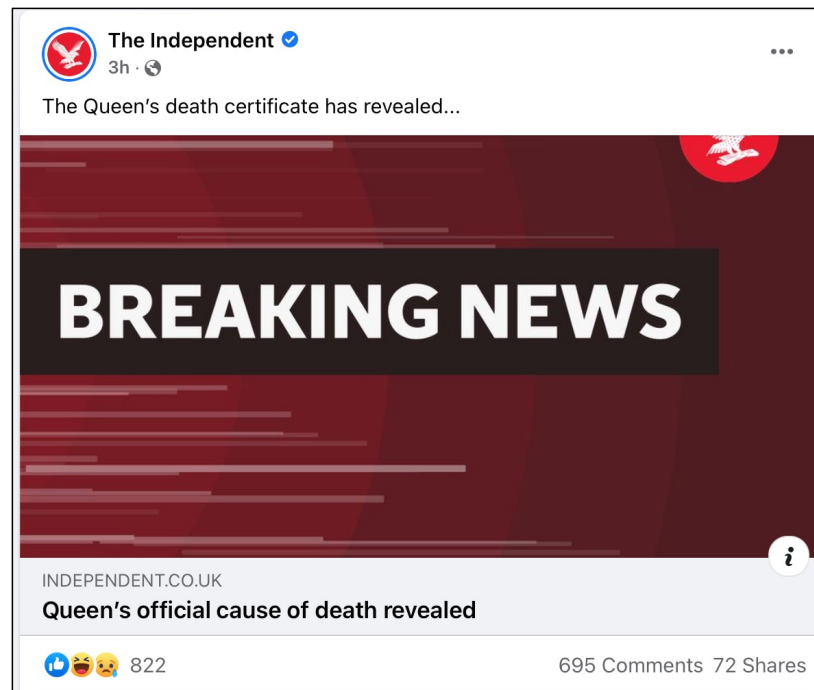 The Independent
3h ·
The Queen’s death certificate has revealed...
BREAKING NEWS
i
INDEPENDENT.CO.UK
Queen’s official cause of death revealed
822
695 Comments 72 Shares